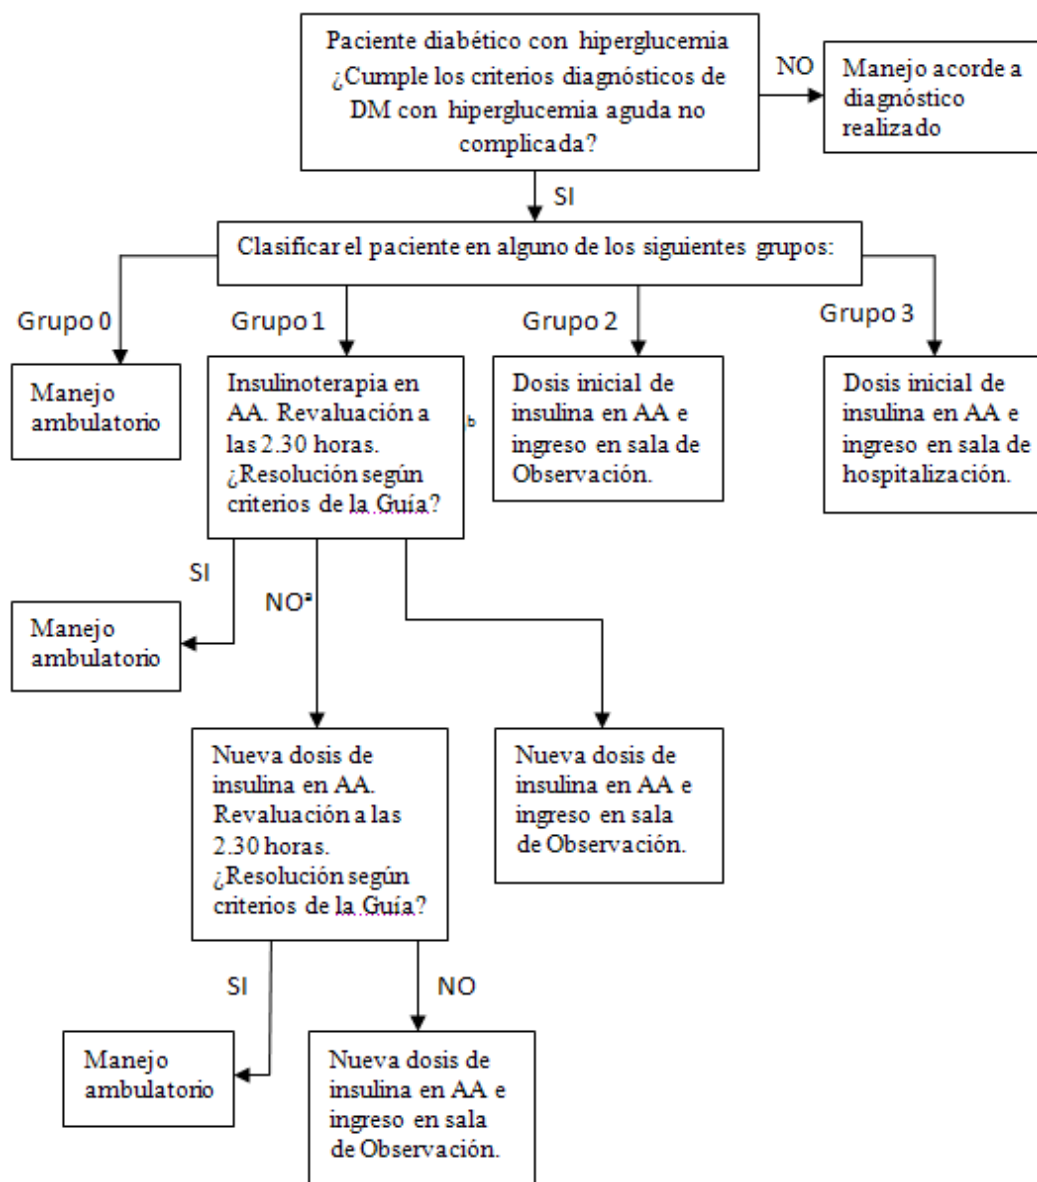 Paciente diabético con hiperglucemia
¿Cumple los criterios diagnósticos de
DM con hiperglucemia aguda no
complicada?
NO
Manejo acorde a
diagnóstico
realizado
SI
Clasificar el paciente en alguno de los siguientes grupos:
Grupo 0
Grupo 1
Grupo 2
Grupo 3
Manejo
ambulatorio
Insulinoterapia en
AA. Revaluación a
las 2.30 horas.
¿Resolución según
criterios de la Guía?
b
Dosis inicial de
insulina en AA e
ingreso en sala de
Observación.
Dosis inicial de
insulina en AA e
ingreso en sala de
hospitalización.
SI
NOª
Manejo
ambulatorio
Nueva dosis de
insulina en AA.
Revaluación a las
2.30 horas.
¿Resolución según
criterios de la Guía?
Nueva dosis de
insulina en AA e
ingreso en sala
de Observación.
SI
NO
Manejo
ambulatorio
Nueva dosis de
insulina en AA e
ingreso en sala
de Observación.